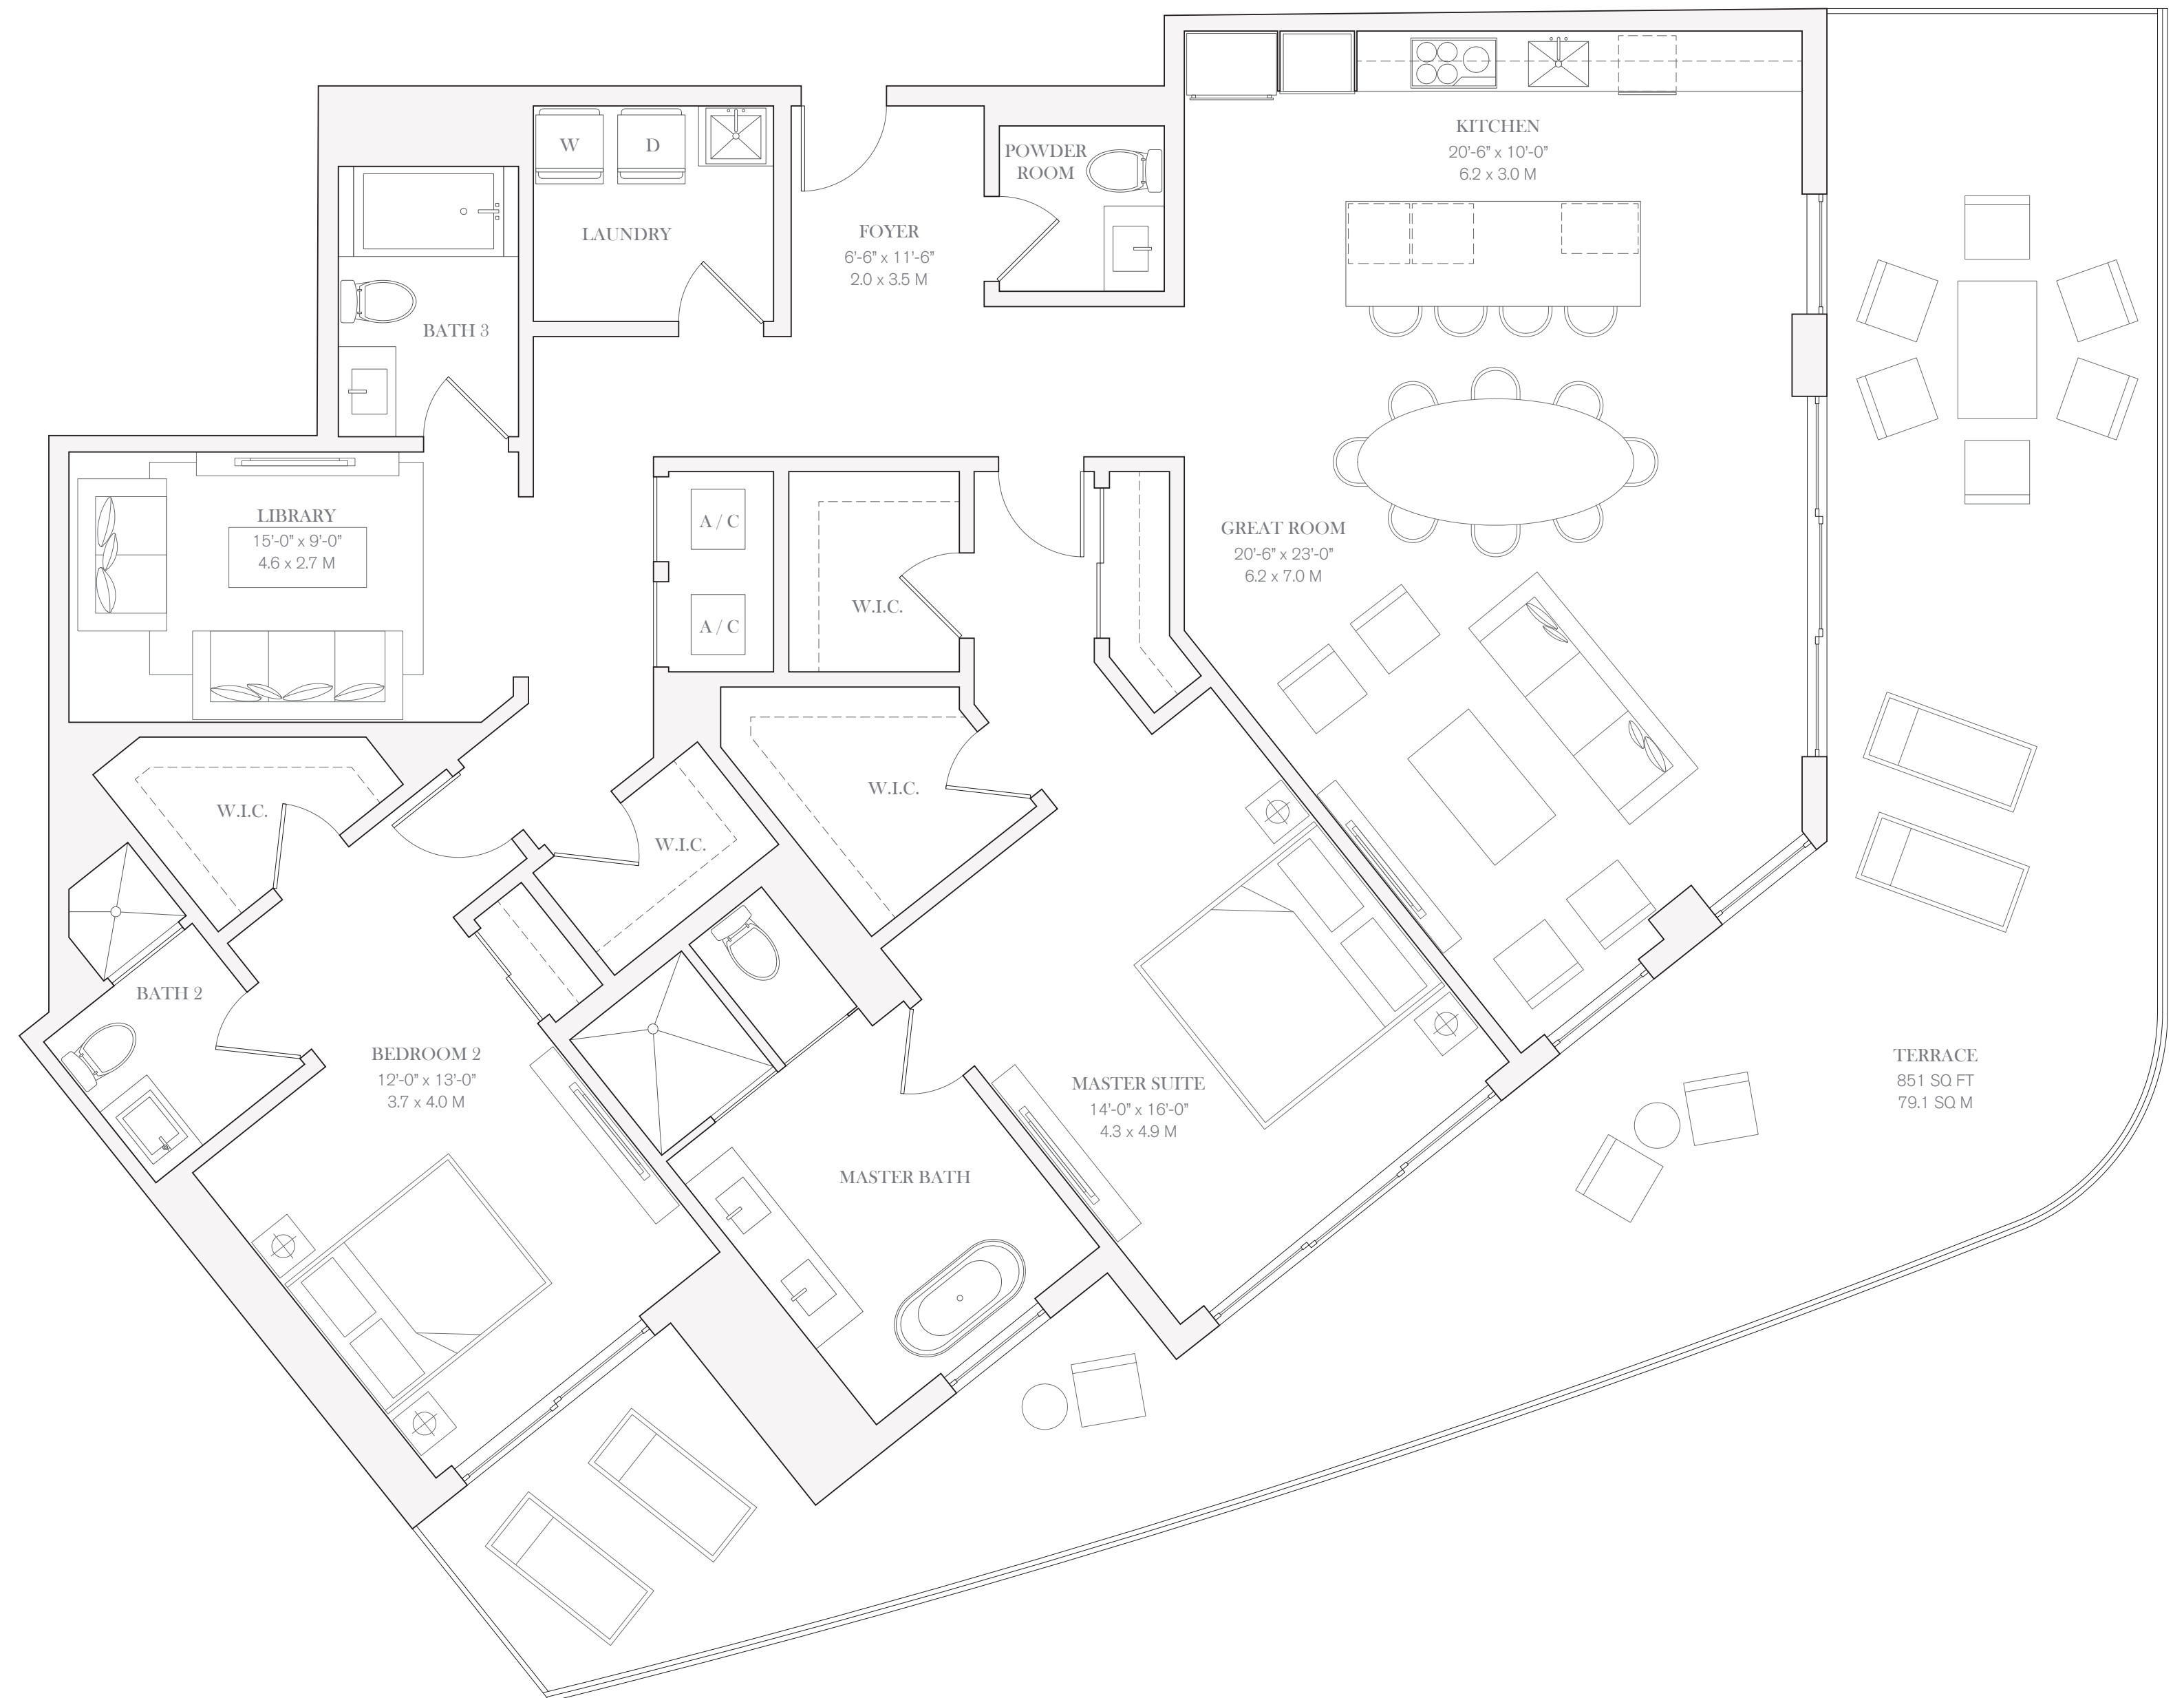 KITCHEN
20'-6" x 10'-0"
6.2 x 3.0 M
W
D
POWDER
ROOM
LAUNDRY
FOYER
6'-6" x 11'-6"
2.0 x 3.5 M
BATH 3
LIBRARY
15'-0" x 9'-0"
4.6 x 2.7 M
A / C
A / C
W.I.C.
GREAT ROOM
20'-6" x 23'-0"
6.2 x 7.0 M
W.I.C.
W.I.C.
W.I.C.
BATH 2
BEDROOM 2
12'-0" x 13'-0"
3.7 x 4.0 M
MASTER SUITE
14'-0" x 16'-0"
4.3 x 4.9 M
TERRACE
851 SQ FT
79.1 SQ M
MASTER BATH